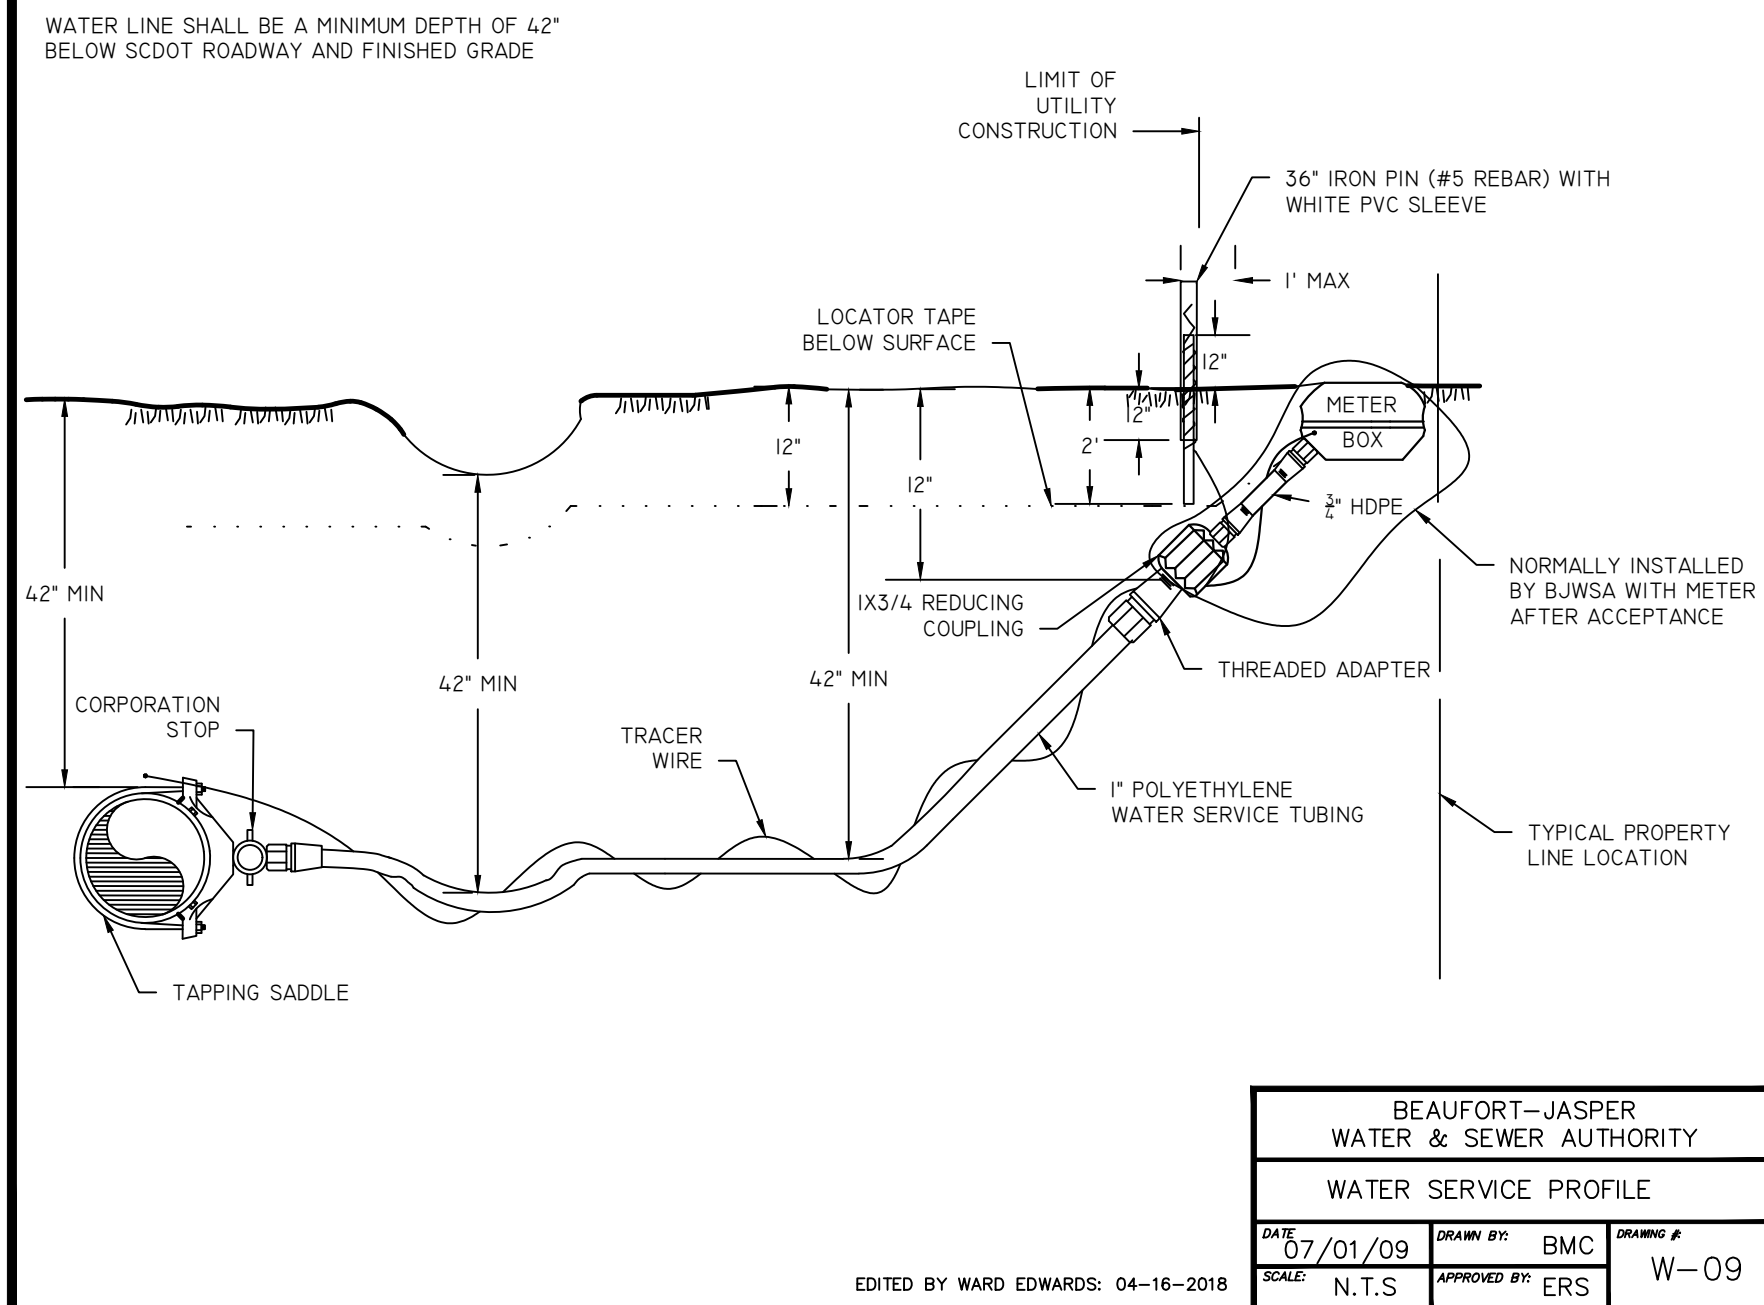 WATER LINE SHALL BE A MINIMUM DEPTH OF 42"
BELOW SCDOT ROADWAY AND FINISHED GRADE
LIMIT OF
UTILITY
CONSTRUCTION
36" IRON PIN (#5 REBAR) WITH
WHITE PVC SLEEVE
1' MAX
LOCATOR TAPE
BELOW SURFACE
12"
METER
BOX
12"
12"
2'
12"
3/4" HDPE
42" MIN
1X3/4 REDUCING
COUPLING
NORMALLY INSTALLED
BY BJWSA WITH METER
AFTER ACCEPTANCE
THREADED ADAPTER
42" MIN
42" MIN
CORPORATION
STOP
TRACER
WIRE
1" POLYETHYLENE
WATER SERVICE TUBING
TYPICAL PROPERTY
LINE LOCATION
TAPPING SADDLE
BEAUFORT-JASPER
WATER & SEWER AUTHORITY
WATER SERVICE PROFILE
DATE 07/01/09
DRAWN BY: BMC
DRAWING #: W-09
SCALE: N.T.S
APPROVED BY: ERS
EDITED BY WARD EDWARDS: 04-16-2018